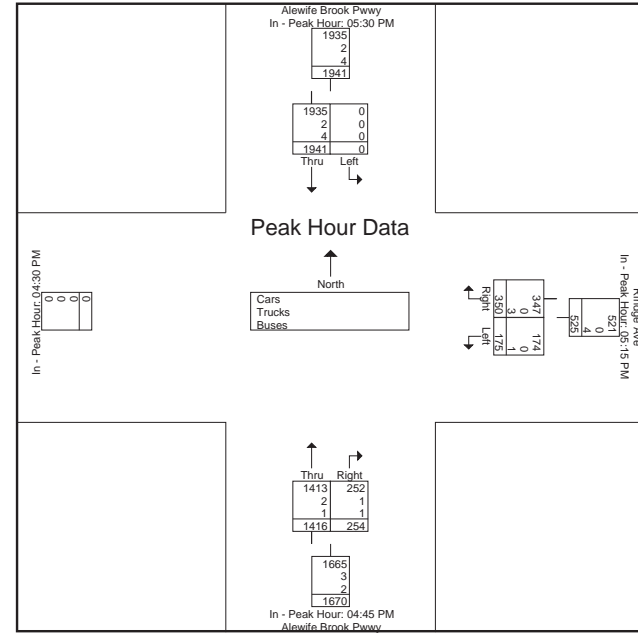 Alewife Brook Pwwy
In - Peak Hour: 05:30 PM
1935
2
4
1941
1935 0
2 0
4 0
1941 0
Thru Left
Peak Hour Data
North
Cars
Trucks
Buses
In - Peak Hour: 04:30 PM
0
0
0
0
Right Left
347 174
0 0
3 1
350 175
521
0
4
525
In - Peak Hour: 05:15 PM
Thru Right
1413 252
2 1
1 1
1416 254
1665
3
2
1670
In - Peak Hour: 04:45 PM
Alewife Brook Pwwy